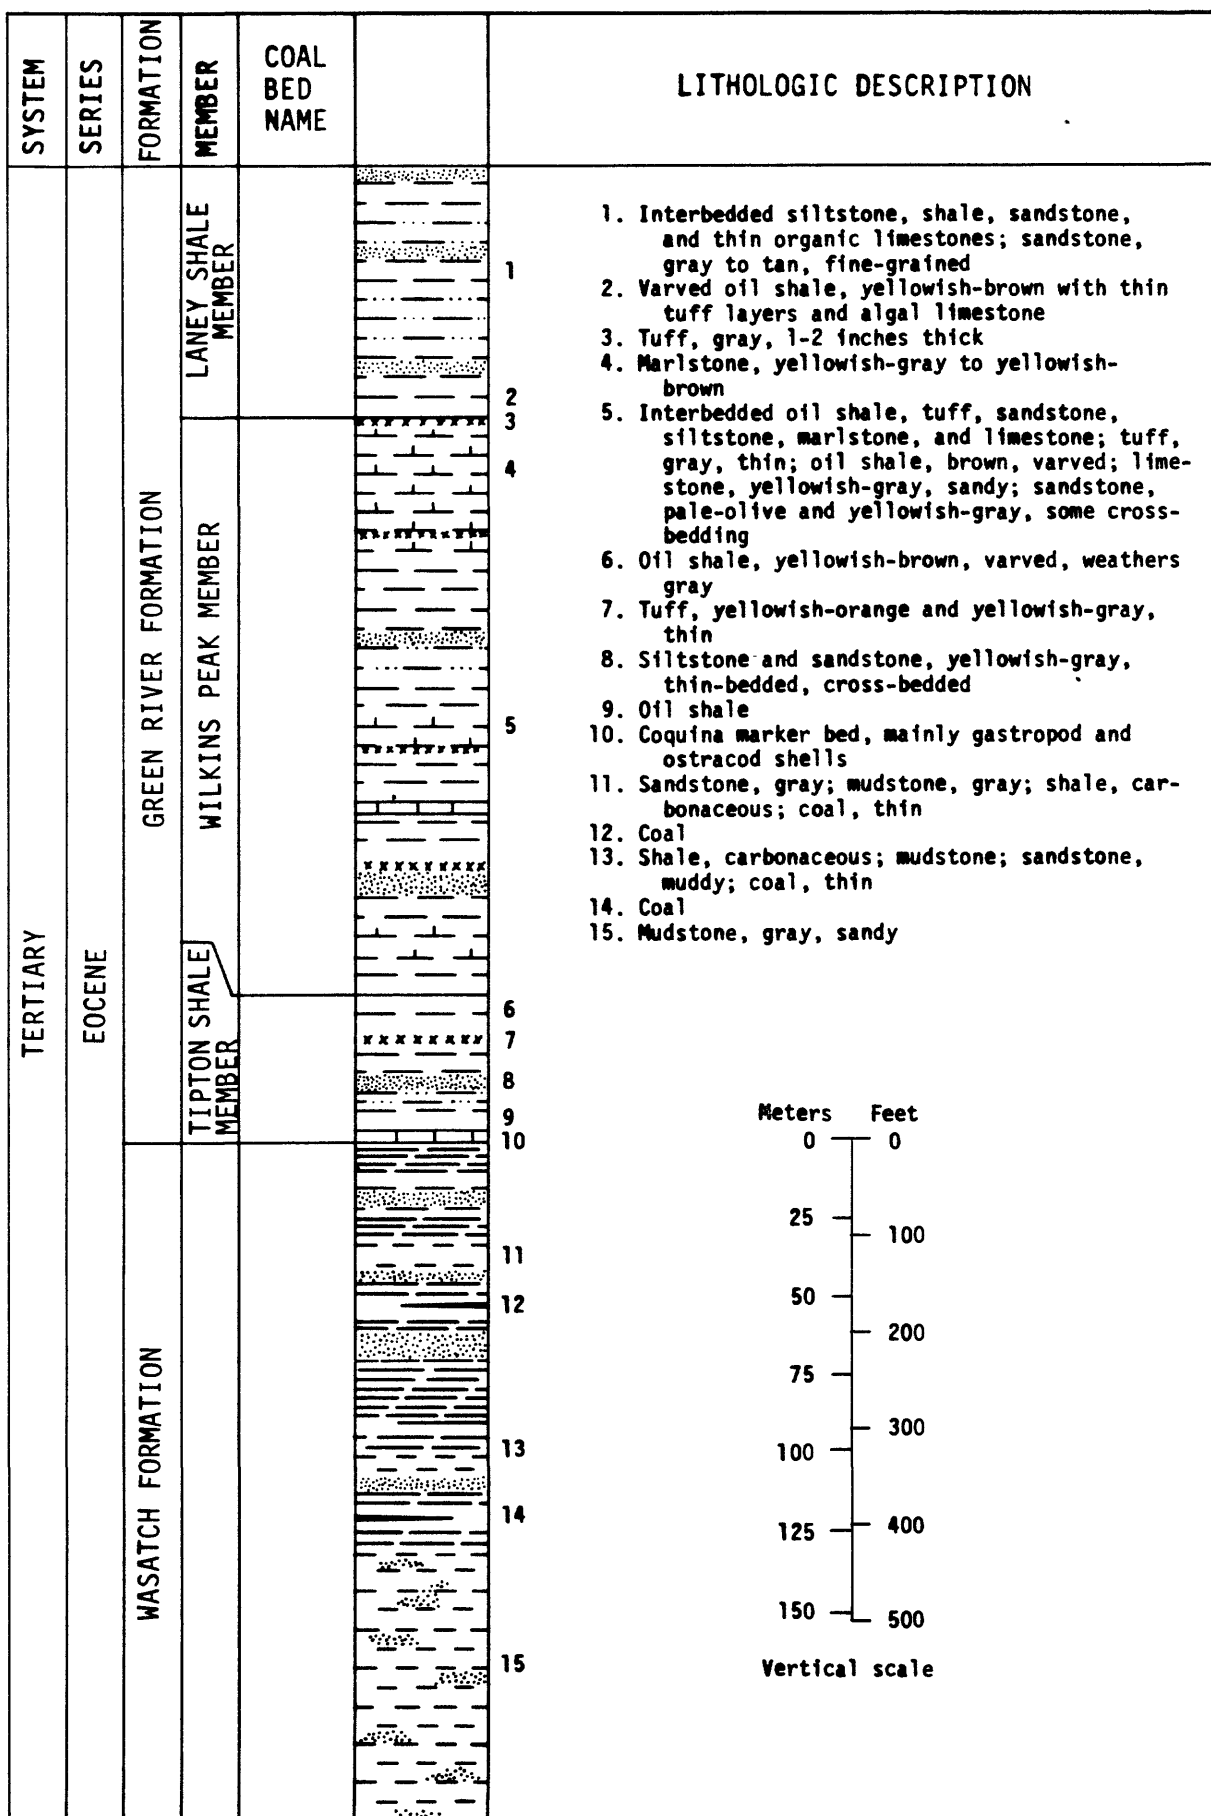 SYSTEM
SERIES
FORMATION
MEMBER
COAL
BED
NAME
LITHOLOGIC DESCRIPTION
TERTIARY
EOCENE
GREEN RIVER FORMATION
WASATCH FORMATION
LANEY SHALE
MEMBER
WILKINS PEAK MEMBER
TIPTON SHALE
MEMBER
1
2
3
4
5
6
7
8
9
10
11
12
13
14
15
1. Interbedded siltstone, shale, sandstone,
and thin organic limestones; sandstone,
gray to tan, fine-grained
2. Varved oil shale, yellowish-brown with thin
tuff layers and algal limestone
3. Tuff, gray, 1-2 inches thick
4. Marlstone, yellowish-gray to yellowish-
brown
5. Interbedded oil shale, tuff, sandstone,
siltstone, marlstone, and limestone; tuff,
gray, thin; oil shale, brown, varved; lime-
stone, yellowish-gray, sandy; sandstone,
pale-olive and yellowish-gray, some cross-
bedding
6. Oil shale, yellowish-brown, varved, weathers
gray
7. Tuff, yellowish-orange and yellowish-gray,
thin
8. Siltstone and sandstone, yellowish-gray,
thin-bedded, cross-bedded
9. Oil shale
10. Coquina marker bed, mainly gastropod and
ostracod shells
11. Sandstone, gray; mudstone, gray; shale, car-
bonaceous; coal, thin
12. Coal
13. Shale, carbonaceous; mudstone; sandstone,
muddy; coal, thin
14. Coal
15. Mudstone, gray, sandy
Meters Feet
0 0
25
100
50
200
75
300
100
400
125
150
500
Vertical scale